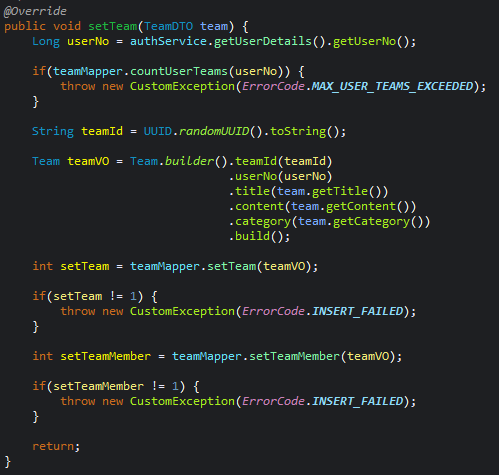 @Override
public void setTeam(TeamDTO team) {
    Long userNo = authService.getUserDetails().getUserNo();

    if(teamMapper.countUserTeams(userNo)) {
        throw new CustomException(ErrorCode.MAX_USER_TEAMS_EXCEEDED);
    }

    String teamId = UUID.randomUUID().toString();

    Team teamVO = Team.builder().teamId(teamId)
                                .userNo(userNo)
                                .title(team.getTitle())
                                .content(team.getContent())
                                .category(team.getCategory())
                                .build();

    int setTeam = teamMapper.setTeam(teamVO);

    if(setTeam != 1) {
        throw new CustomException(ErrorCode.INSERT_FAILED);
    }

    int setTeamMember = teamMapper.setTeamMember(teamVO);

    if(setTeamMember != 1) {
        throw new CustomException(ErrorCode.INSERT_FAILED);
    }

    return;
}